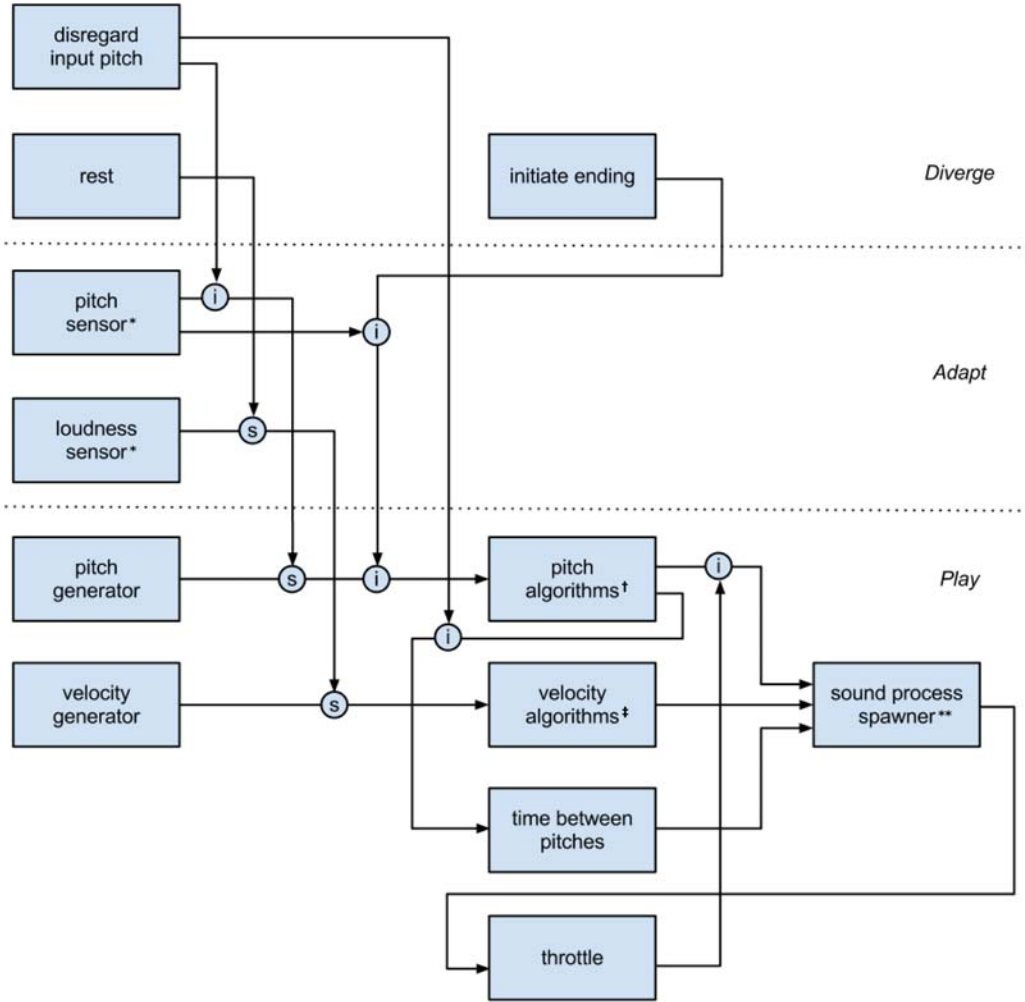 disregard
input pitch
rest
initiate ending
Diverge
i
pitch
sensor*
i
Adapt
loudness
sensor*
s
pitch
generator
s
i
pitch
algorithms†
i
Play
i
velocity
generator
s
velocity
algorithms‡
sound process
spawner**
time between
pitches
throttle